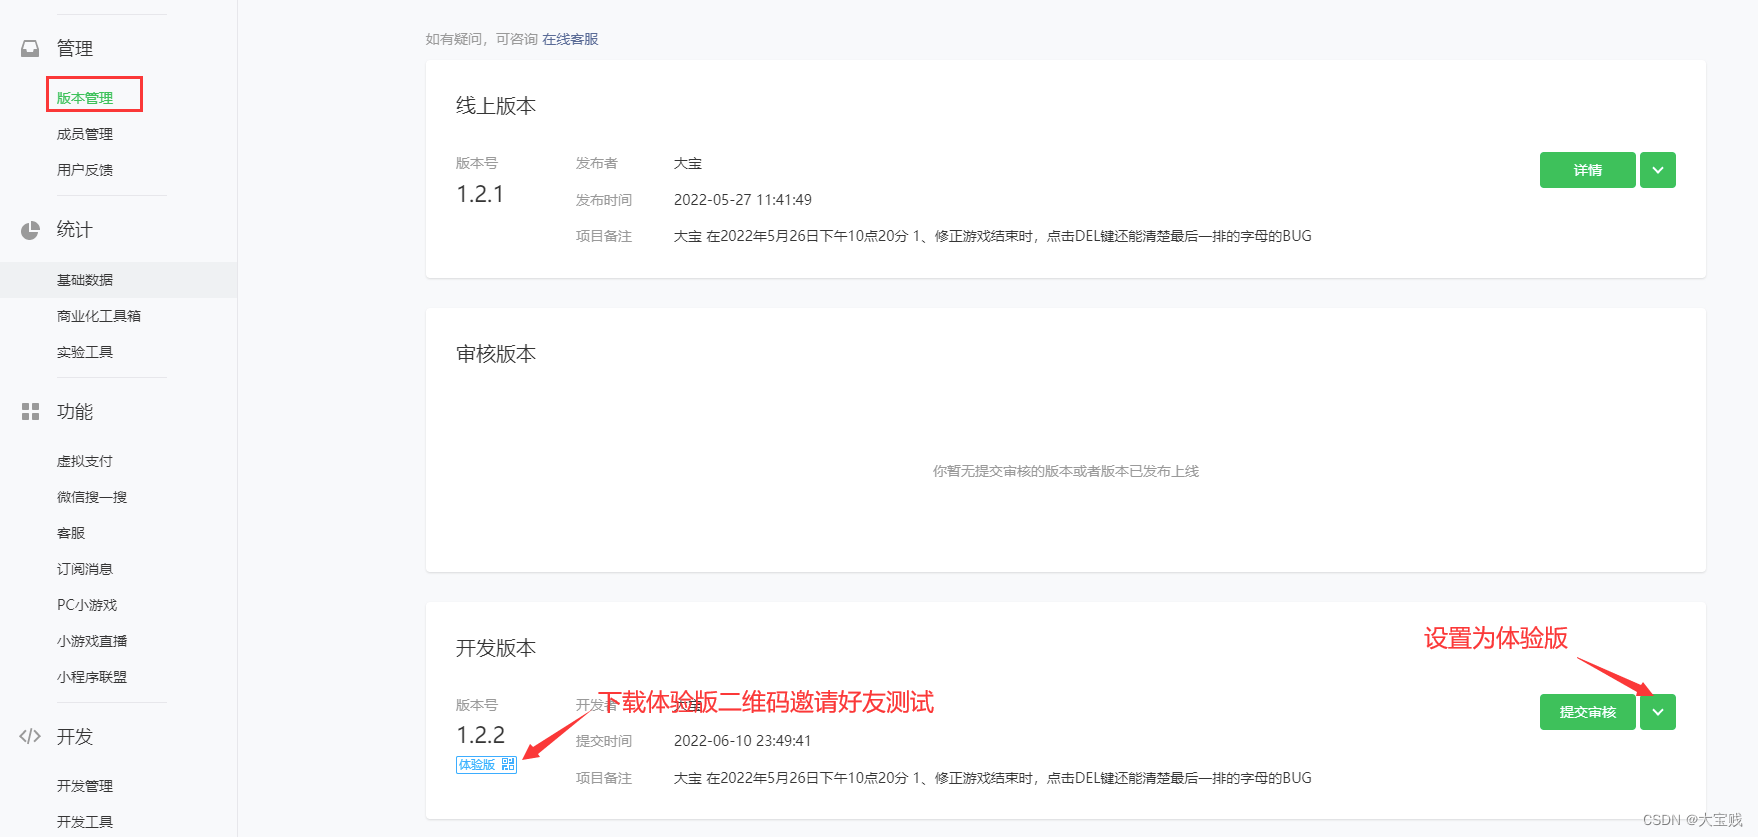 管理
版本管理
成员管理
用户反馈
统计
基础数据
商业化工具箱
实验工具
功能
虚拟支付
微信搜一搜
客服
订阅消息
PC小游戏
小游戏直播
小程序联盟
开发
开发管理
开发工具
如有疑问，可咨询 在线客服
线上版本
版本号
1.2.1
发布者 大宝
发布时间 2022-05-27 11:41:49
项目备注 大宝 在2022年5月26日下午10点20分 1、修正游戏结束时，点击DEL键还能清楚最后一排的字母的BUG
详情
审核版本
你暂无提交审核的版本或者版本已发布上线
开发版本
设置为体验版
版本号
1.2.2
体验版
开发者 大宝
下载体验版二维码邀请好友测试
提交时间 2022-06-10 23:49:41
项目备注 大宝 在2022年5月26日下午10点20分 1、修正游戏结束时，点击DEL键还能清楚最后一排的字母的BUG
提交审核
CSDN @大宝贱